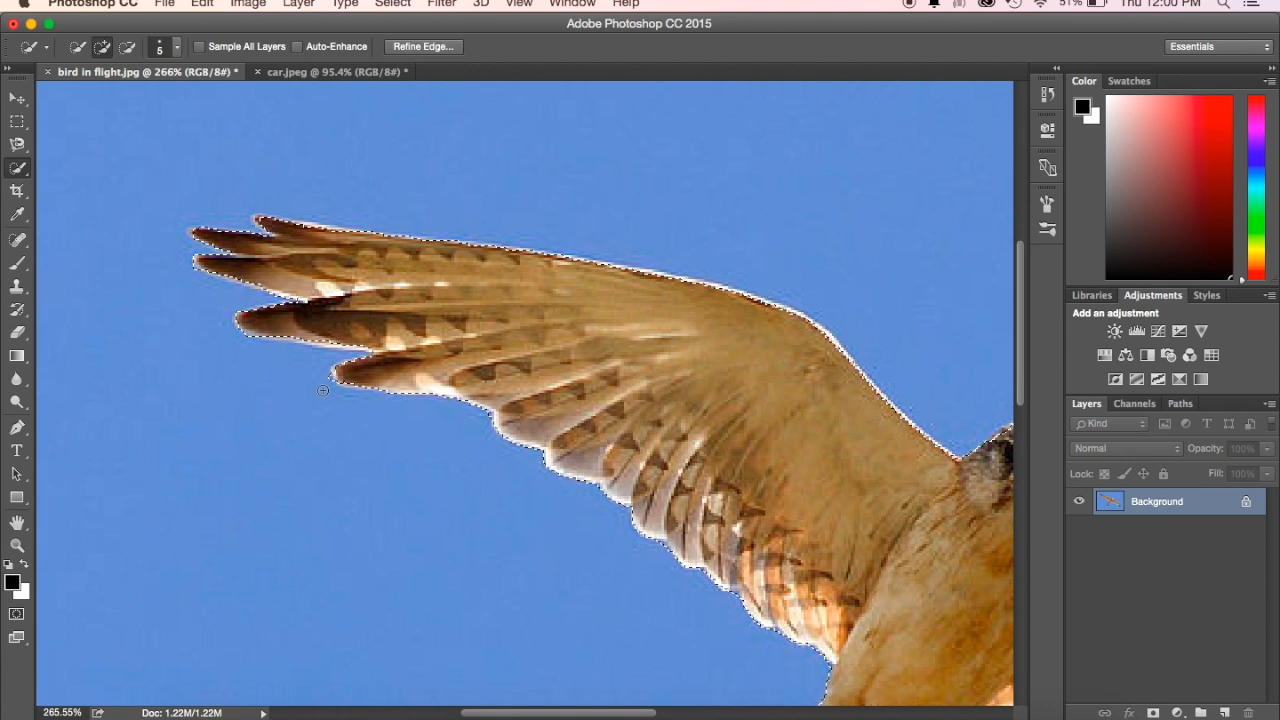 Photoshop CC File Edit Image Layer Type Select Filter 3D View Window Help 51% Thu 12:00 PM
Adobe Photoshop CC 2015
5 Sample All Layers Auto-Enhance Refine Edge... Essentials
× bird in flight.jpg @ 266% (RGB/8#) * × car.jpeg @ 95.4% (RGB/8#) *
Color Swatches
Libraries Adjustments Styles
Add an adjustment
Layers Channels Paths
Kind
Normal Opacity: 100%
Lock: Fill: 100%
Background
265.55% Doc: 1.22M/1.22M